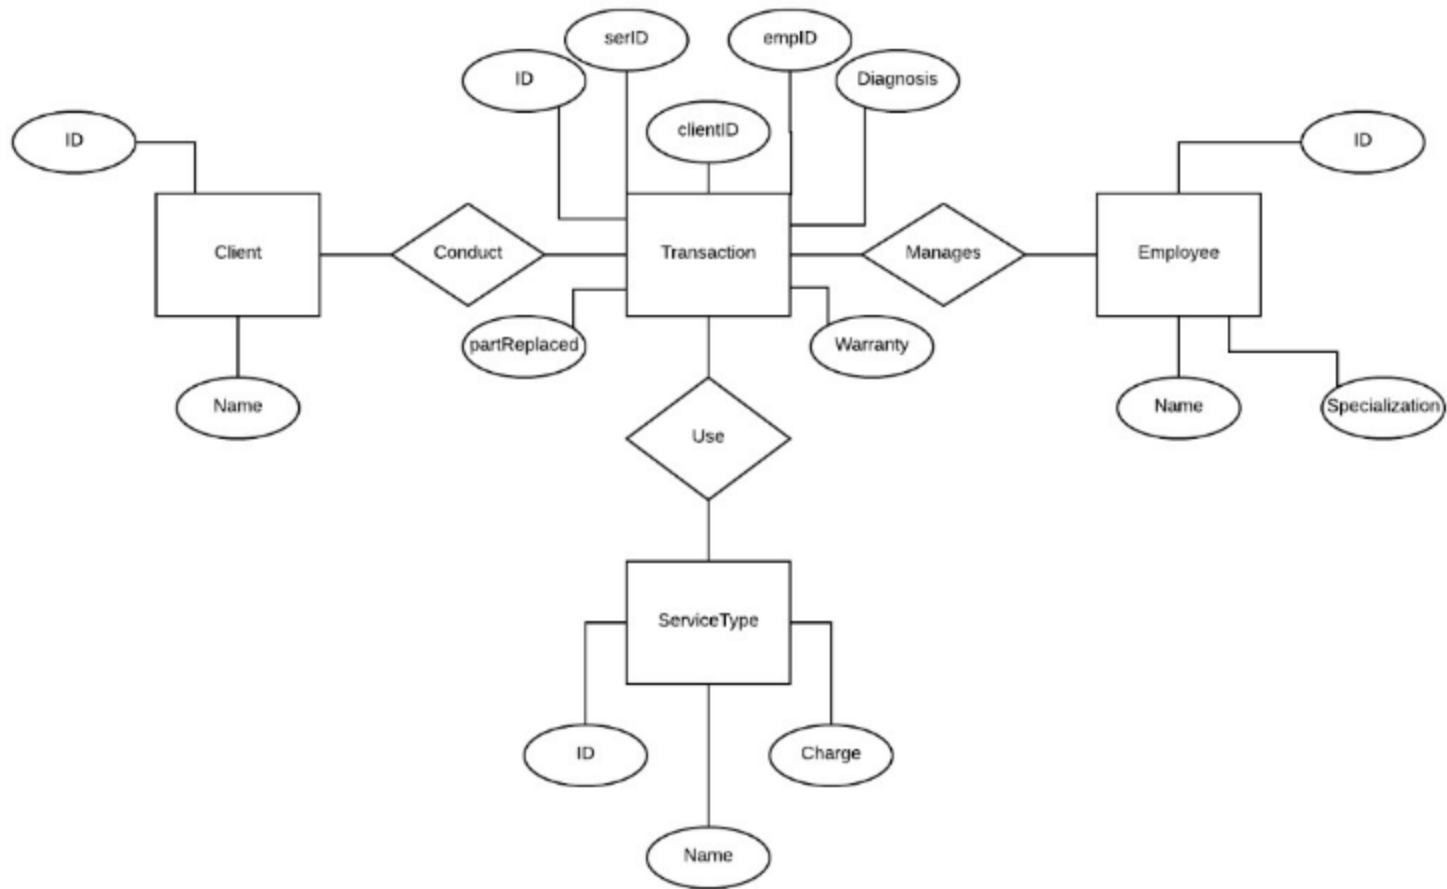 serID
empID
ID
Diagnosis
clientID
ID
ID
Client
Conduct
Transaction
Manages
Employee
partReplaced
Warranty
Name
Use
Name
Specialization
ServiceType
ID
Charge
Name